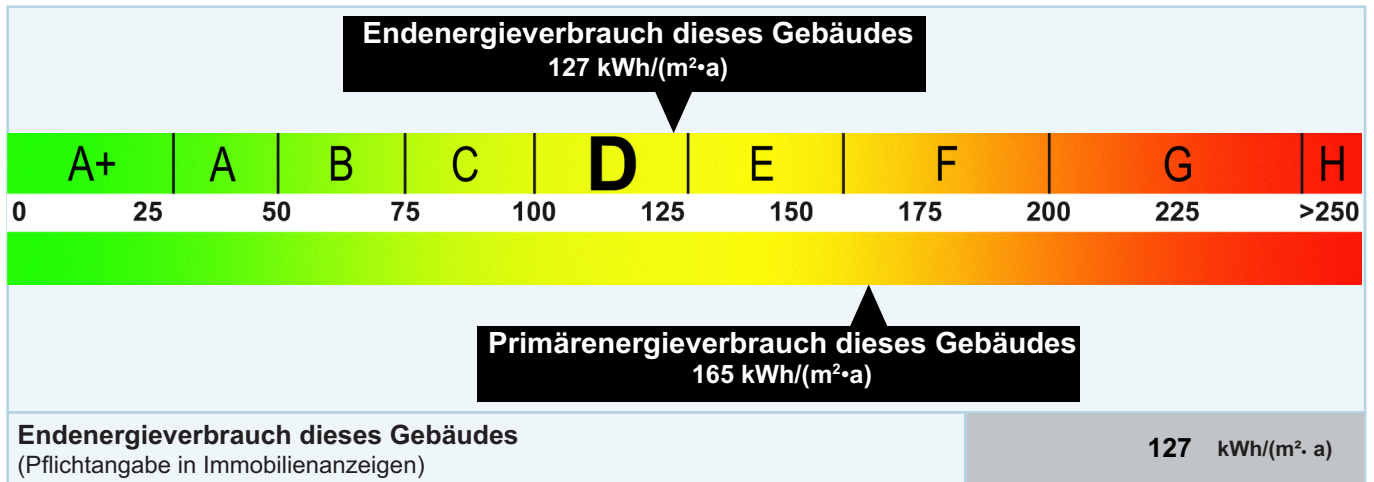 Endenergieverbrauch dieses Gebäudes
127 kWh/(m²•a)
A+ A B C D E F G H
0 25 50 75 100 125 150 175 200 225 >250
Primärenergieverbrauch dieses Gebäudes
165 kWh/(m²•a)
Endenergieverbrauch dieses Gebäudes
(Pflichtangabe in Immobilienanzeigen)
127 kWh/(m²· a)